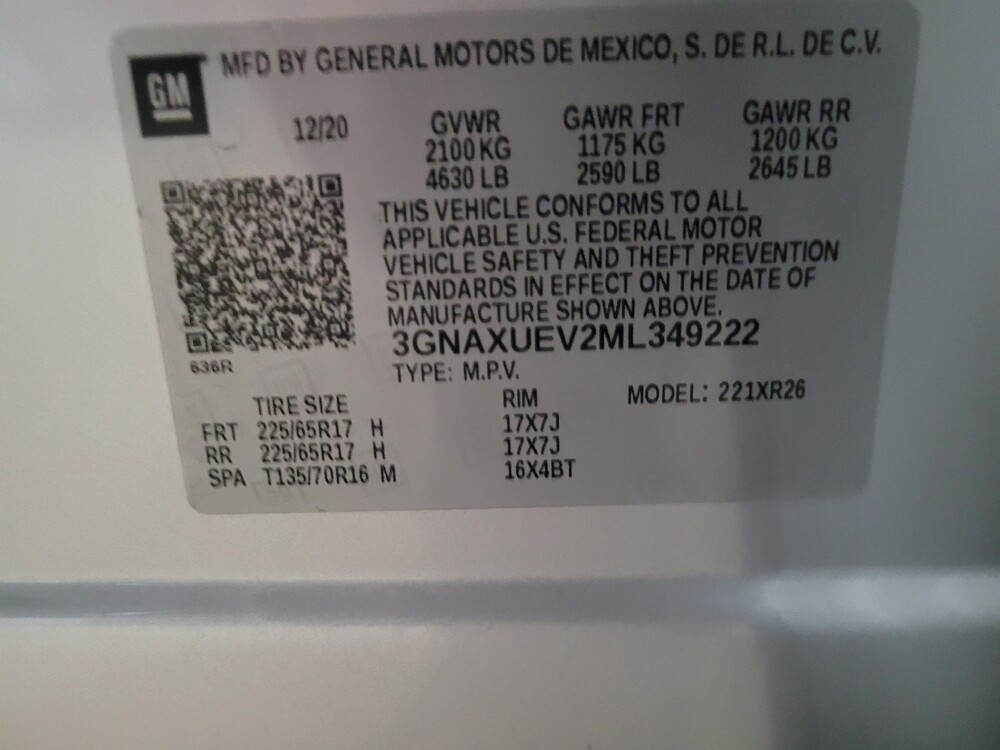 GM
MFD BY GENERAL MOTORS DE MEXICO, S. DE R.L. DE C.V.
12/20
GVWR GAWR FRT GAWR RR
2100 KG 1175 KG 1200 KG
4630 LB 2590 LB 2645 LB
THIS VEHICLE CONFORMS TO ALL
APPLICABLE U.S. FEDERAL MOTOR
VEHICLE SAFETY AND THEFT PREVENTION
STANDARDS IN EFFECT ON THE DATE OF
MANUFACTURE SHOWN ABOVE.
3GNAXUEV2ML349222
636R
TYPE: M.P.V.
TIRE SIZE RIM MODEL: 221XR26
FRT 225/65R17 H 17X7J
RR 225/65R17 H 17X7J
SPA T135/70R16 M 16X4BT